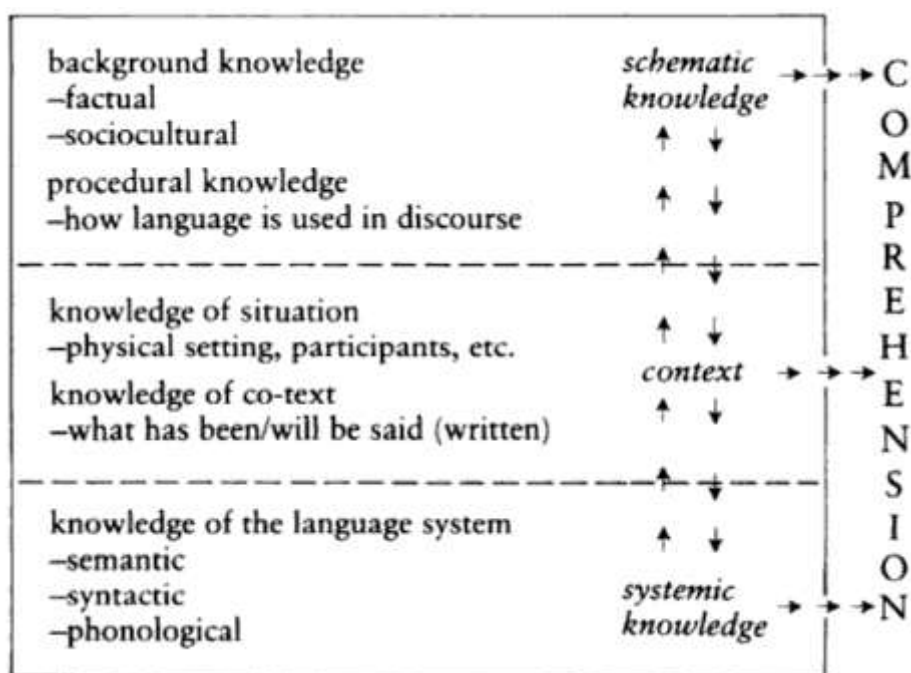 background knowledge
–factual
–sociocultural
procedural knowledge
–how language is used in discourse
schematic
knowledge
knowledge of situation
–physical setting, participants, etc.
knowledge of co-text
–what has been/will be said (written)
context
knowledge of the language system
–semantic
–syntactic
–phonological
systemic
knowledge
COMPREHENSION